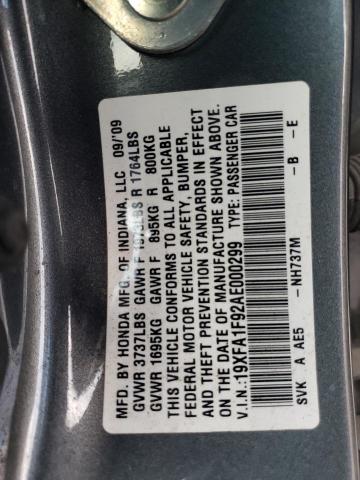 MFD. BY HONDA MFG. OF INDIANA, LLC 09/'09
GVWR 3737LBS GAWR F 1973LBS R 1764LBS
GVWR 1695KG GAWR F 895KG R 800KG
THIS VEHICLE CONFORMS TO ALL APPLICABLE
FEDERAL MOTOR VEHICLE SAFETY, BUMPER,
AND THEFT PREVENTION STANDARDS IN EFFECT
ON THE DATE OF MANUFACTURE SHOWN ABOVE.
V.I.N.:19XFA1F92AE000299 TYPE: PASSENGER CAR
SVK A AE5 -NH737M -B -E